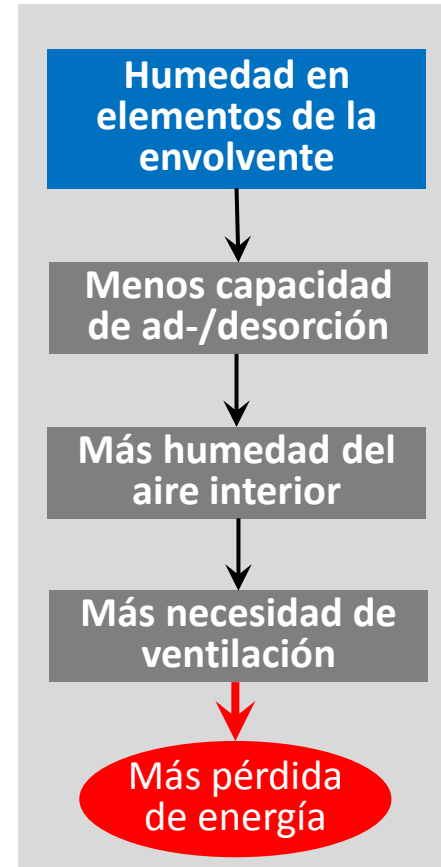 Humedad en
elementos de la
envolvente
Menos capacidad
de ad-/desorción
Más humedad del
aire interior
Más necesidad de
ventilación
Más pérdida
de energía